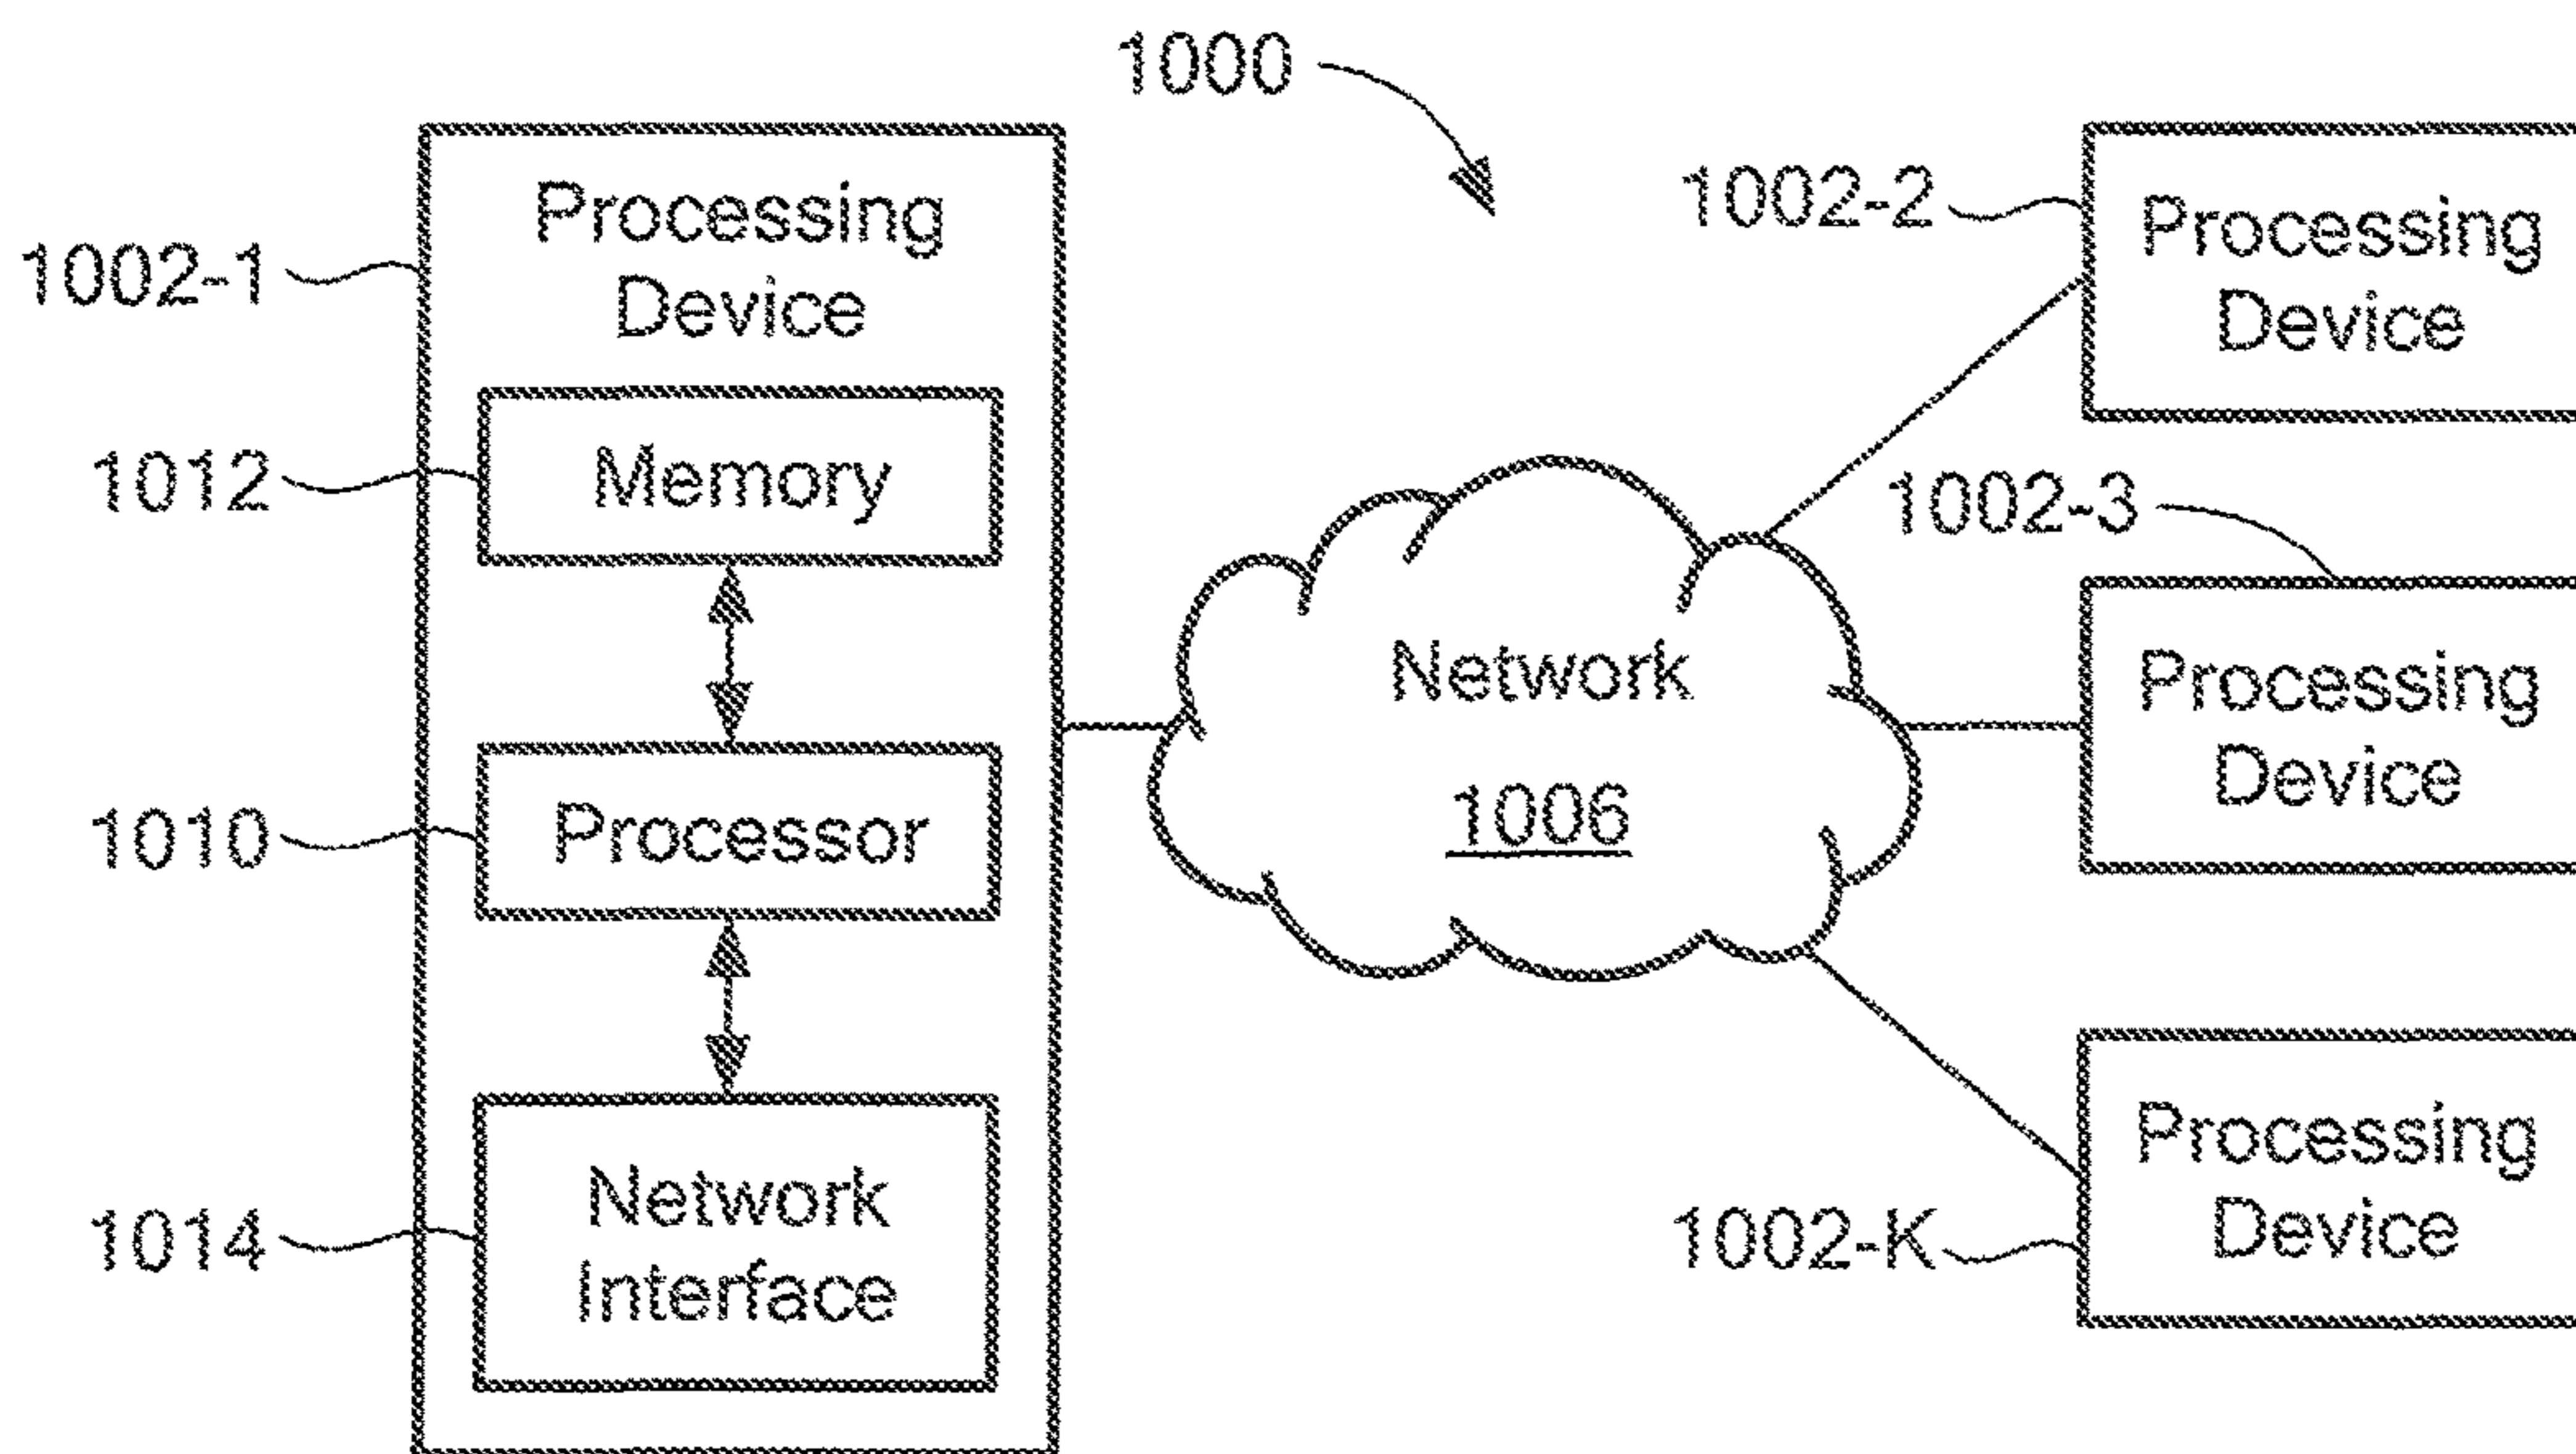 1000
1002-1
Processing
Device
1012
Memory
1010
Processor
1014
Network
Interface
Network
1006
1002-2
Processing
Device
1002-3
Processing
Device
1002-K
Processing
Device